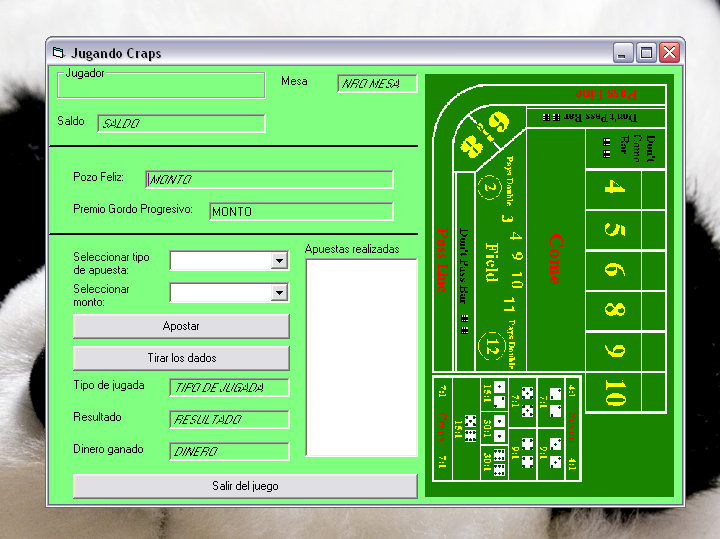 Jugando Craps
Jugador
Mesa
NRO MESA
Saldo
SALDO
Pozo Feliz:
MONTO
Premio Gordo Progresivo:
MONTO
Seleccionar tipo
de apuesta:
Seleccionar
monto:
Apostar
Tirar los dados
Tipo de jugada
TIPO DE JUGADA
Resultado
RESULTADO
Dinero ganado
DINERO
Salir del juego
Apuestas realizadas
Pass Line
Don't Pass Bar
Don't
Come
Bar
6
8
Pass Line
Don't Pass Bar
Pays Double
2
3 4 9 10 11
Field
Pays Double
12
Come
4
5
6
8
9
10
7:1
7:1
15:1
15:1
30:1
30:1
7:1
9:1
7:1
9:1
4:1
4:1